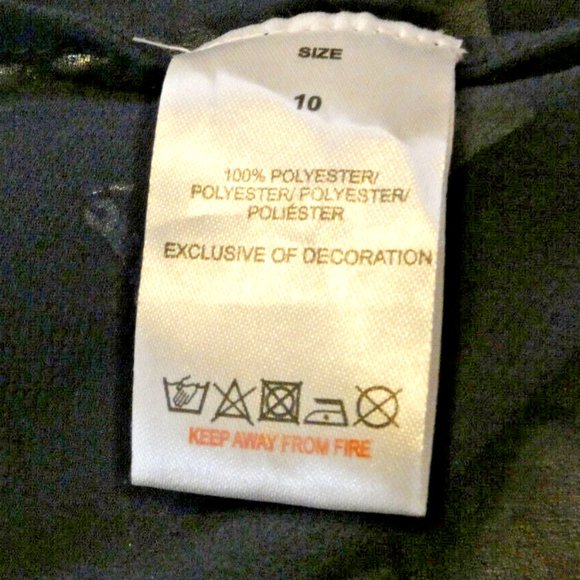 SIZE
10
100% POLYESTER/
POLYESTER/ POLYESTER/
POLIÉSTER
EXCLUSIVE OF DECORATION
KEEP AWAY FROM FIRE